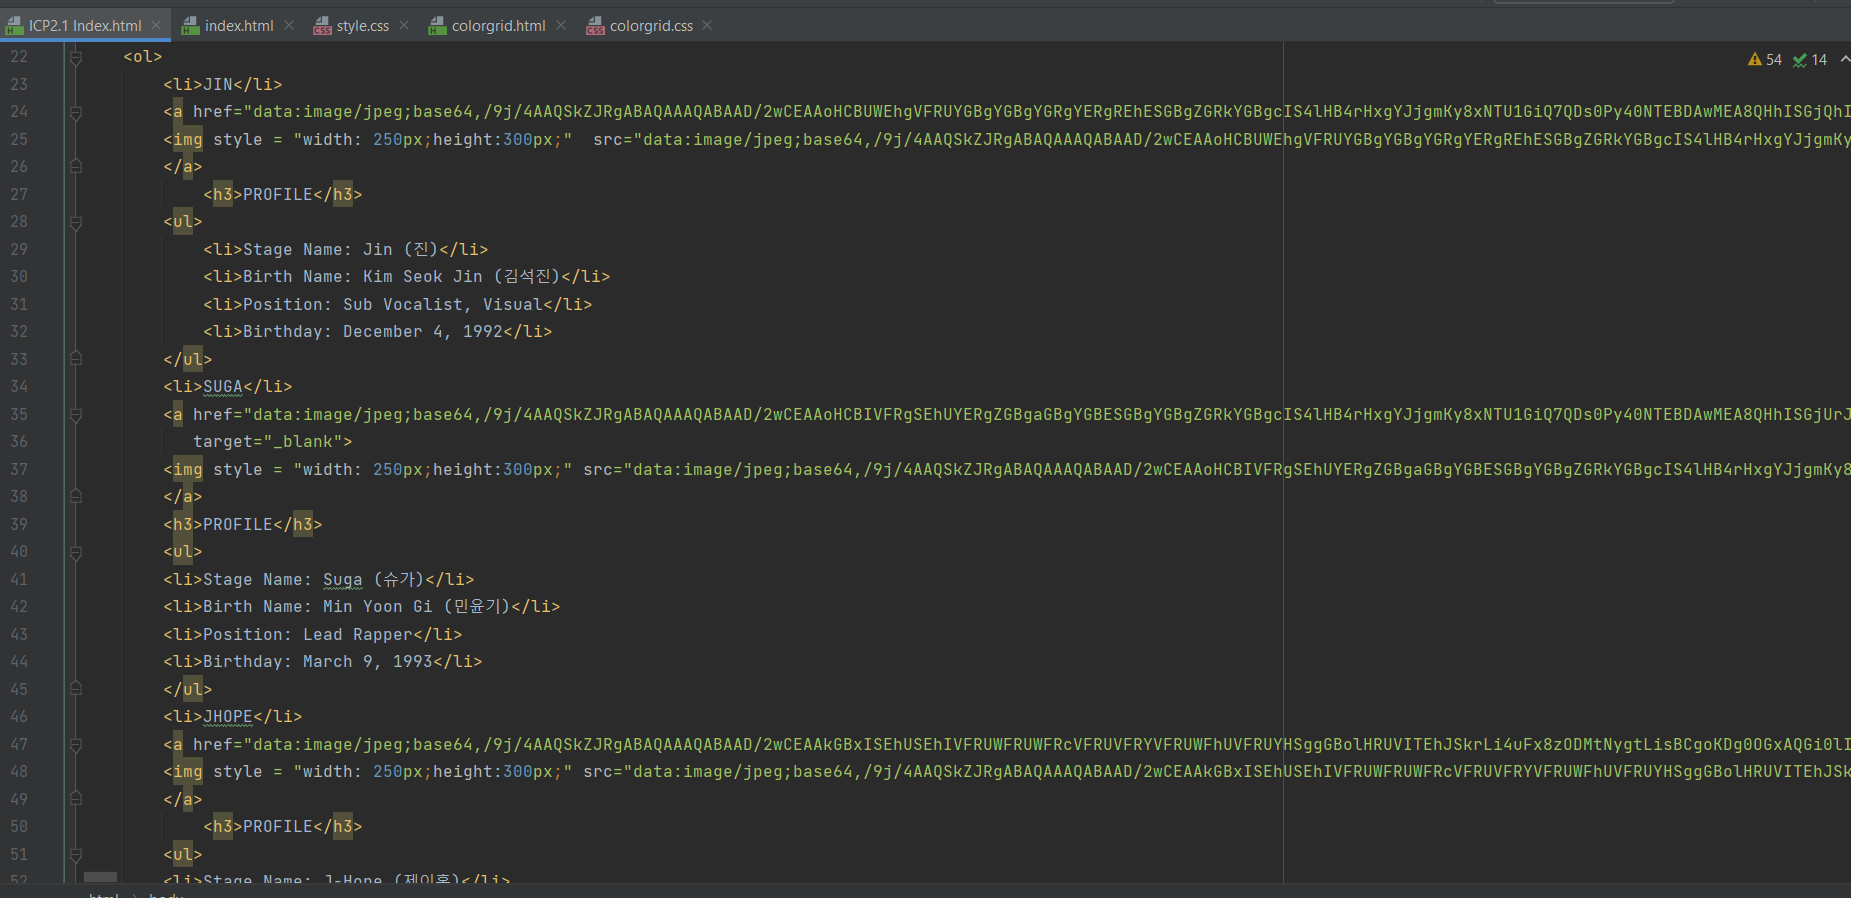 ICP2.1 Index.html index.html style.css colorgrid.html colorgrid.css
54 14
22 <ol>
23 <li>JIN</li>
24 <a href="data:image/jpeg;base64,/9j/4AAQSkZJRgABAQAAAQABAAD/2wCEAAoHCBUWEhgVFRUYGBgYGBgYGRgYERgREhESGBgZGRkYGBgcIS4lHB4rHxgYJjgmKy8xNTU1GiQ7QDs0Py40NTEBDAwMEA8QHhISGjQhI
25 <img style = "width: 250px;height:300px;" src="data:image/jpeg;base64,/9j/4AAQSkZJRgABAQAAAQABAAD/2wCEAAoHCBUWEhgVFRUYGBgYGBgYGRgYERgREhESGBgZGRkYGBgcIS4lHB4rHxgYJjgmKy
26 </a>
27 <h3>PROFILE</h3>
28 <ul>
29 <li>Stage Name: Jin (진)</li>
30 <li>Birth Name: Kim Seok Jin (김석진)</li>
31 <li>Position: Sub Vocalist, Visual</li>
32 <li>Birthday: December 4, 1992</li>
33 </ul>
34 <li>SUGA</li>
35 <a href="data:image/jpeg;base64,/9j/4AAQSkZJRgABAQAAAQABAAD/2wCEAAoHCBIVFRgSEhUYERgZGBgaGBgYGBESGBgYGBgZGRkYGBgcIS4lHB4rHxgYJjgmKy8xNTU1GiQ7QDs0Py40NTEBDAwMEA8QHhISGjUrJ
36 target="_blank">
37 <img style = "width: 250px;height:300px;" src="data:image/jpeg;base64,/9j/4AAQSkZJRgABAQAAAQABAAD/2wCEAAoHCBIVFRgSEhUYERgZGBgaGBgYGBESGBgYGBgZGRkYGBgcIS4lHB4rHxgYJjgmKy8
38 </a>
39 <h3>PROFILE</h3>
40 <ul>
41 <li>Stage Name: Suga (슈가)</li>
42 <li>Birth Name: Min Yoon Gi (민윤기)</li>
43 <li>Position: Lead Rapper</li>
44 <li>Birthday: March 9, 1993</li>
45 </ul>
46 <li>JHOPE</li>
47 <a href="data:image/jpeg;base64,/9j/4AAQSkZJRgABAQAAAQABAAD/2wCEAAkGBxISEhUSEhIVFRUWFRUWFRcVFRUVFRYVFRUWFhUVFRUYHSggGBolHRUVITEhJSkrLi4uFx8zODMtNygtLisBCgoKDg0OGxAQGi0lI
48 <img style = "width: 250px;height:300px;" src="data:image/jpeg;base64,/9j/4AAQSkZJRgABAQAAAQABAAD/2wCEAAkGBxISEhUSEhIVFRUWFRUWFRcVFRUVFRYVFRUWFhUVFRUYHSggGBolHRUVITEhJSk
49 </a>
50 <h3>PROFILE</h3>
51 <ul>
52 <li>Stage Name: J-Hope (제이홉)</li>
html body